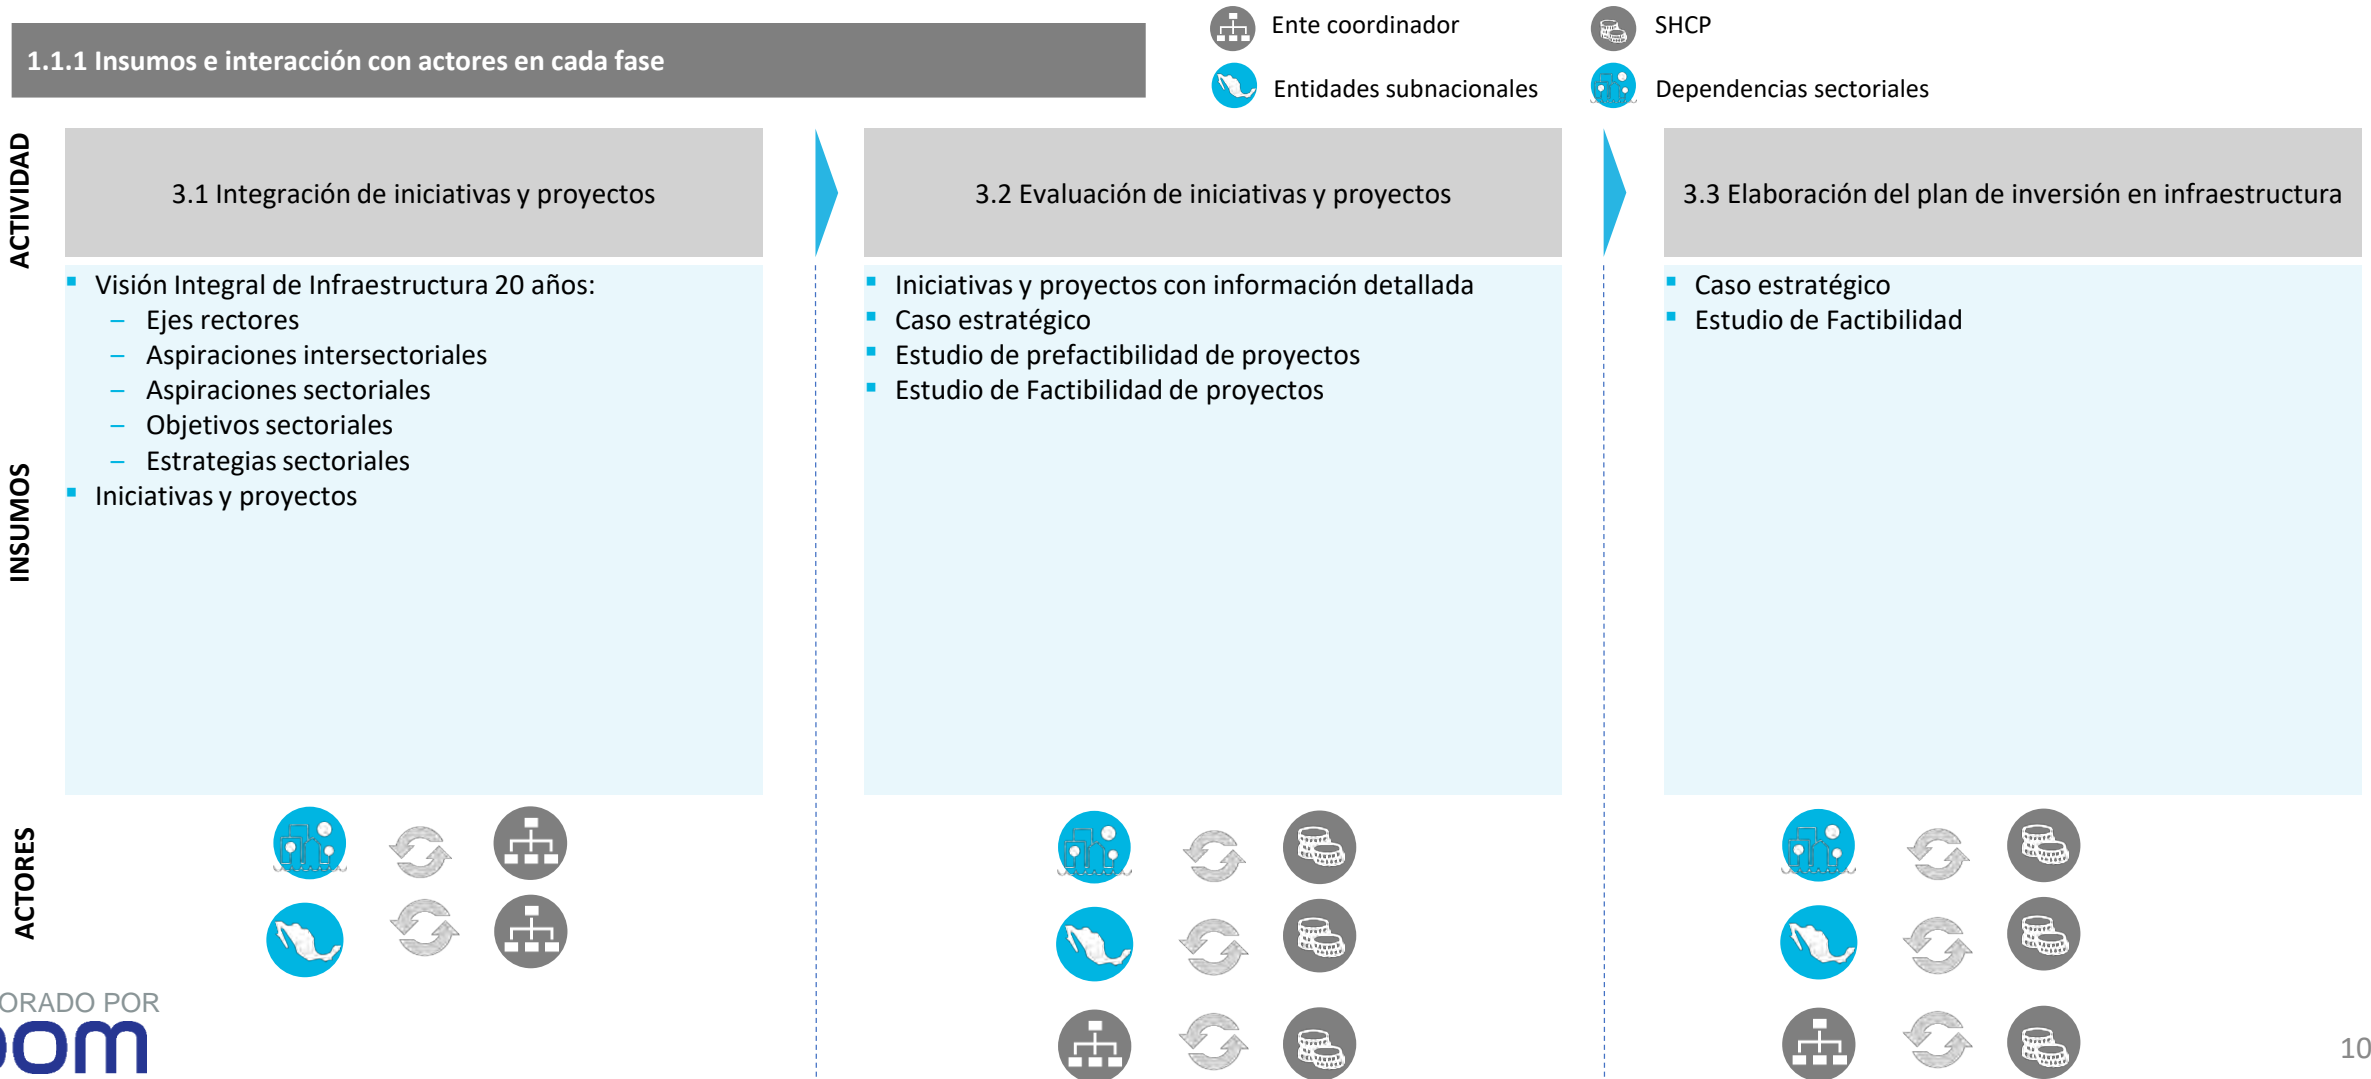 1.1.1 Insumos e interacción con actores en cada fase
Ente coordinador
SHCP
Entidades subnacionales
Dependencias sectoriales
ACTIVIDAD
3.1 Integración de iniciativas y proyectos
3.2 Evaluación de iniciativas y proyectos
3.3 Elaboración del plan de inversión en infraestructura
INSUMOS
Visión Integral de Infraestructura 20 años:
– Ejes rectores
– Aspiraciones intersectoriales
– Aspiraciones sectoriales
– Objetivos sectoriales
– Estrategias sectoriales
Iniciativas y proyectos
Iniciativas y proyectos con información detallada
Caso estratégico
Estudio de prefactibilidad de proyectos
Estudio de Factibilidad de proyectos
Caso estratégico
Estudio de Factibilidad
ACTORES
ORADO POR
om
10